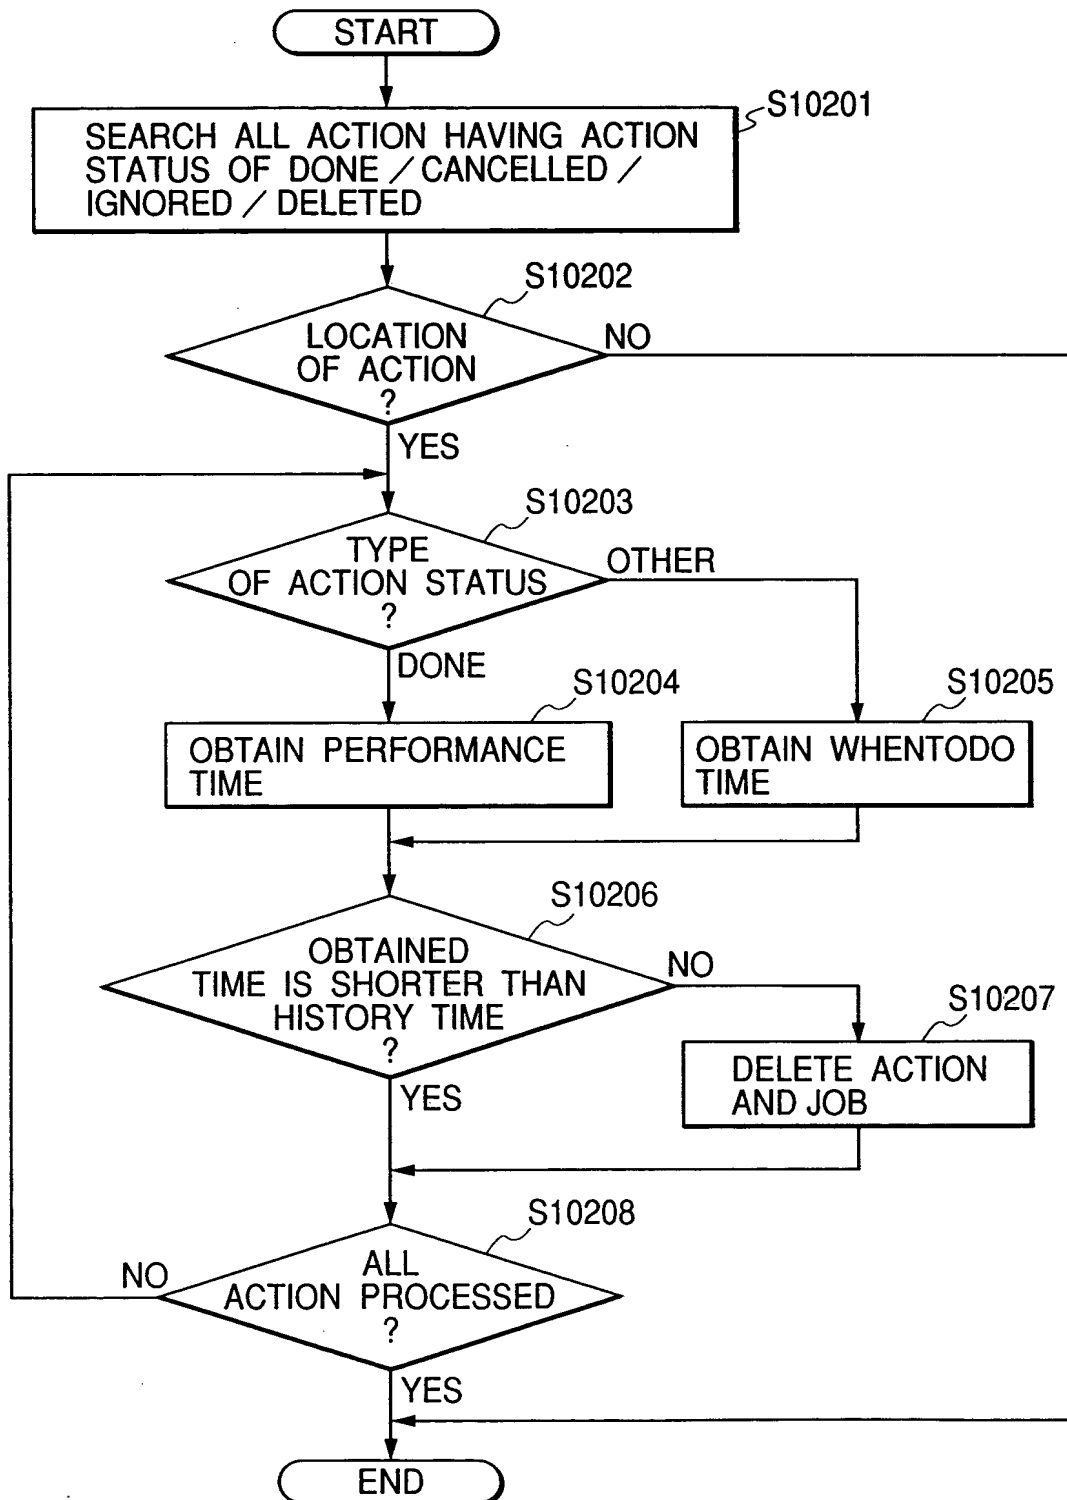 START
S10201
SEARCH ALL ACTION HAVING ACTION
STATUS OF DONE / CANCELLED /
IGNORED / DELETED
S10202
LOCATION
OF ACTION
?
NO
YES
S10203
TYPE
OF ACTION STATUS
?
OTHER
DONE
S10204
OBTAIN PERFORMANCE
TIME
S10205
OBTAIN WHENTODO
TIME
S10206
OBTAINED
TIME IS SHORTER THAN
HISTORY TIME
?
NO
YES
S10207
DELETE ACTION
AND JOB
S10208
ALL
ACTION PROCESSED
?
NO
YES
END